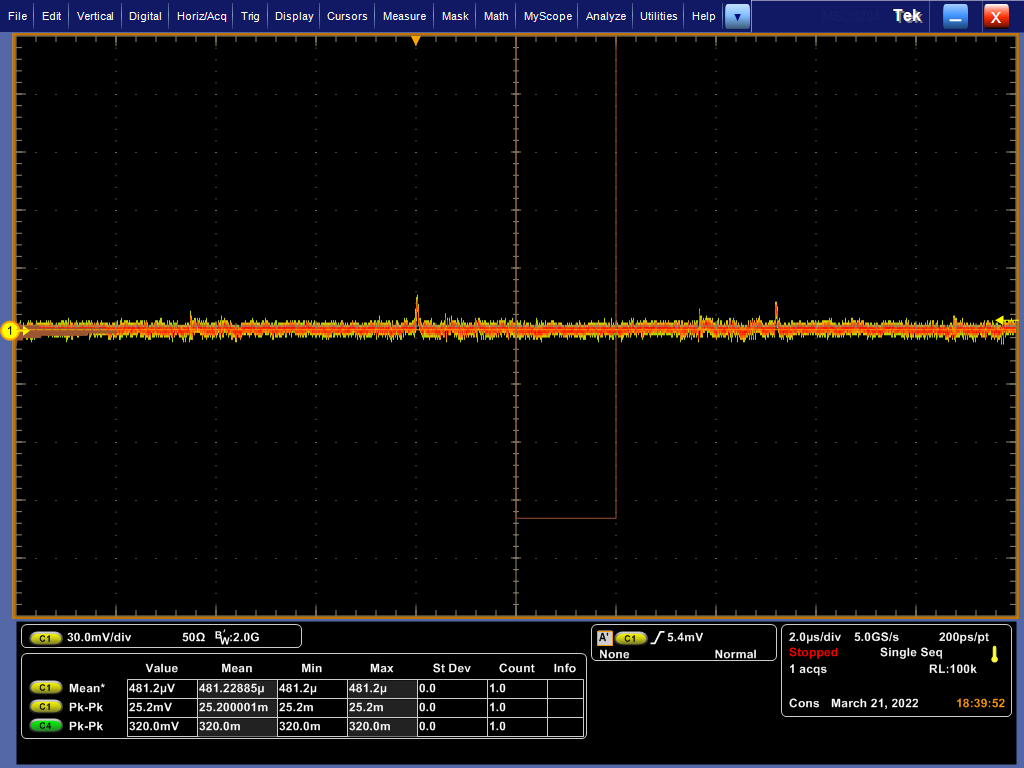 File Edit Vertical Digital Horiz/Acq Trig Display Cursors Measure Mask Math MyScope Analyze Utilities Help Tek X
1
C1 30.0mV/div 50Ω BW:2.0G
A' C1 5.4mV
None Normal
2.0µs/div 5.0GS/s 200ps/pt
Stopped Single Seq
1 acqs RL:100k
Cons March 21, 2022 18:39:52
Value Mean Min Max St Dev Count Info
C1 Mean* 481.2µV 481.22885µ 481.2µ 481.2µ 0.0 1.0
C1 Pk-Pk 25.2mV 25.200001m 25.2m 25.2m 0.0 1.0
C4 Pk-Pk 320.0mV 320.0m 320.0m 320.0m 0.0 1.0